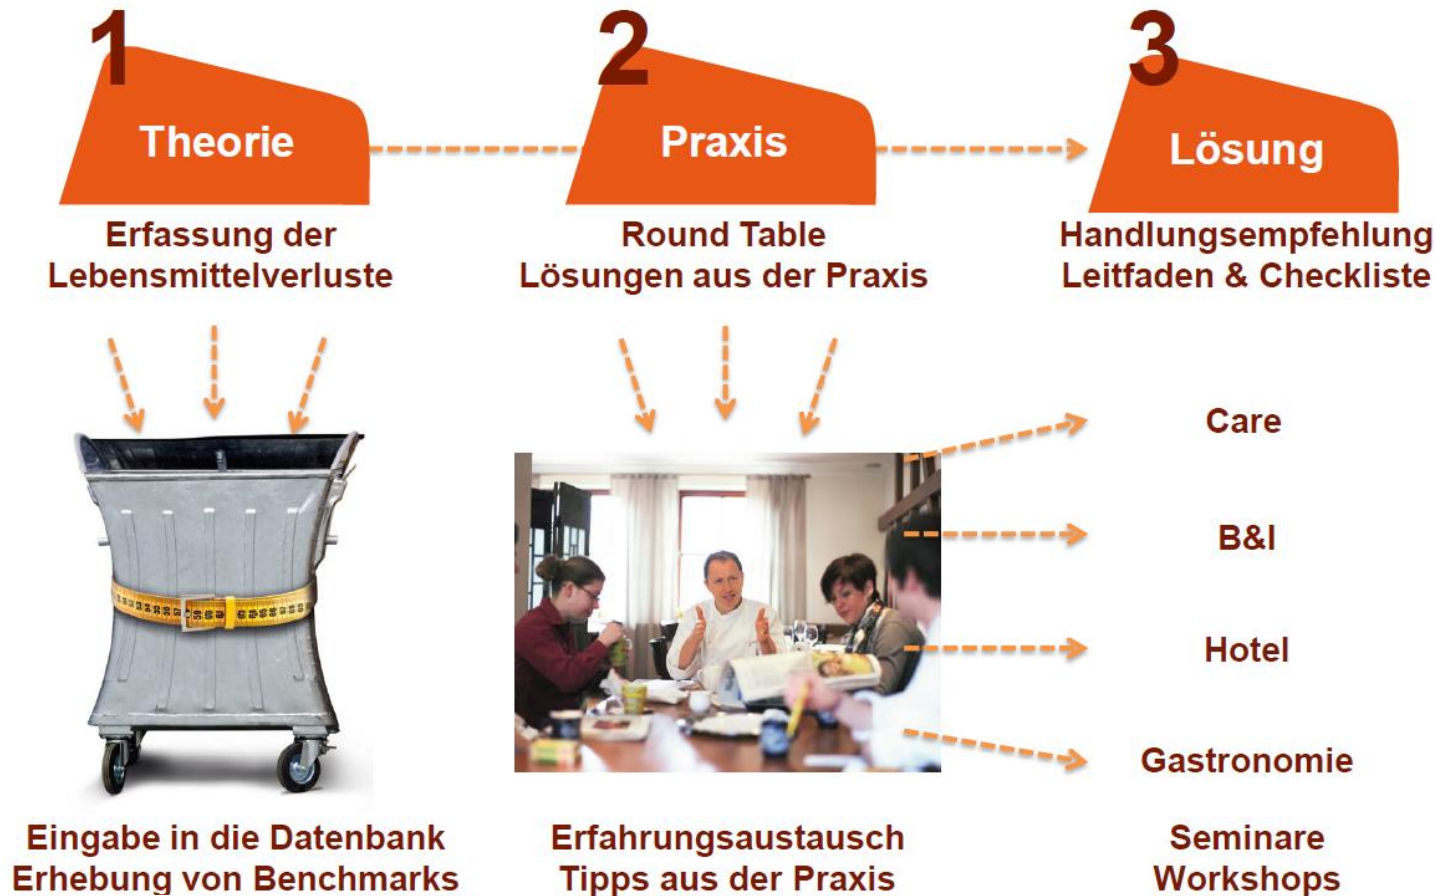 1
Theorie
Erfassung der
Lebensmittelverluste
Eingabe in die Datenbank
Erhebung von Benchmarks
2
Praxis
Round Table
Lösungen aus der Praxis
Erfahrungsaustausch
Tipps aus der Praxis
3
Lösung
Handlungsempfehlung
Leitfaden & Checkliste
Care
B&I
Hotel
Gastronomie
Seminare
Workshops